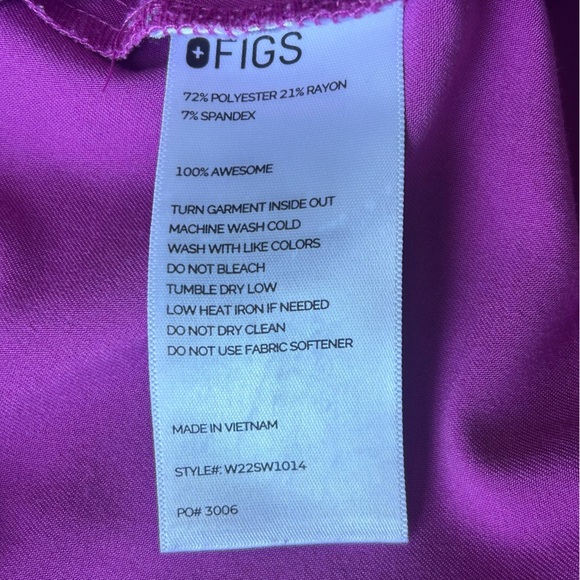 FIGS
72% POLYESTER 21% RAYON
7% SPANDEX
100% AWESOME
TURN GARMENT INSIDE OUT
MACHINE WASH COLD
WASH WITH LIKE COLORS
DO NOT BLEACH
TUMBLE DRY LOW
LOW HEAT IRON IF NEEDED
DO NOT DRY CLEAN
DO NOT USE FABRIC SOFTENER
MADE IN VIETNAM
STYLE#: W22SW1014
PO# 3006